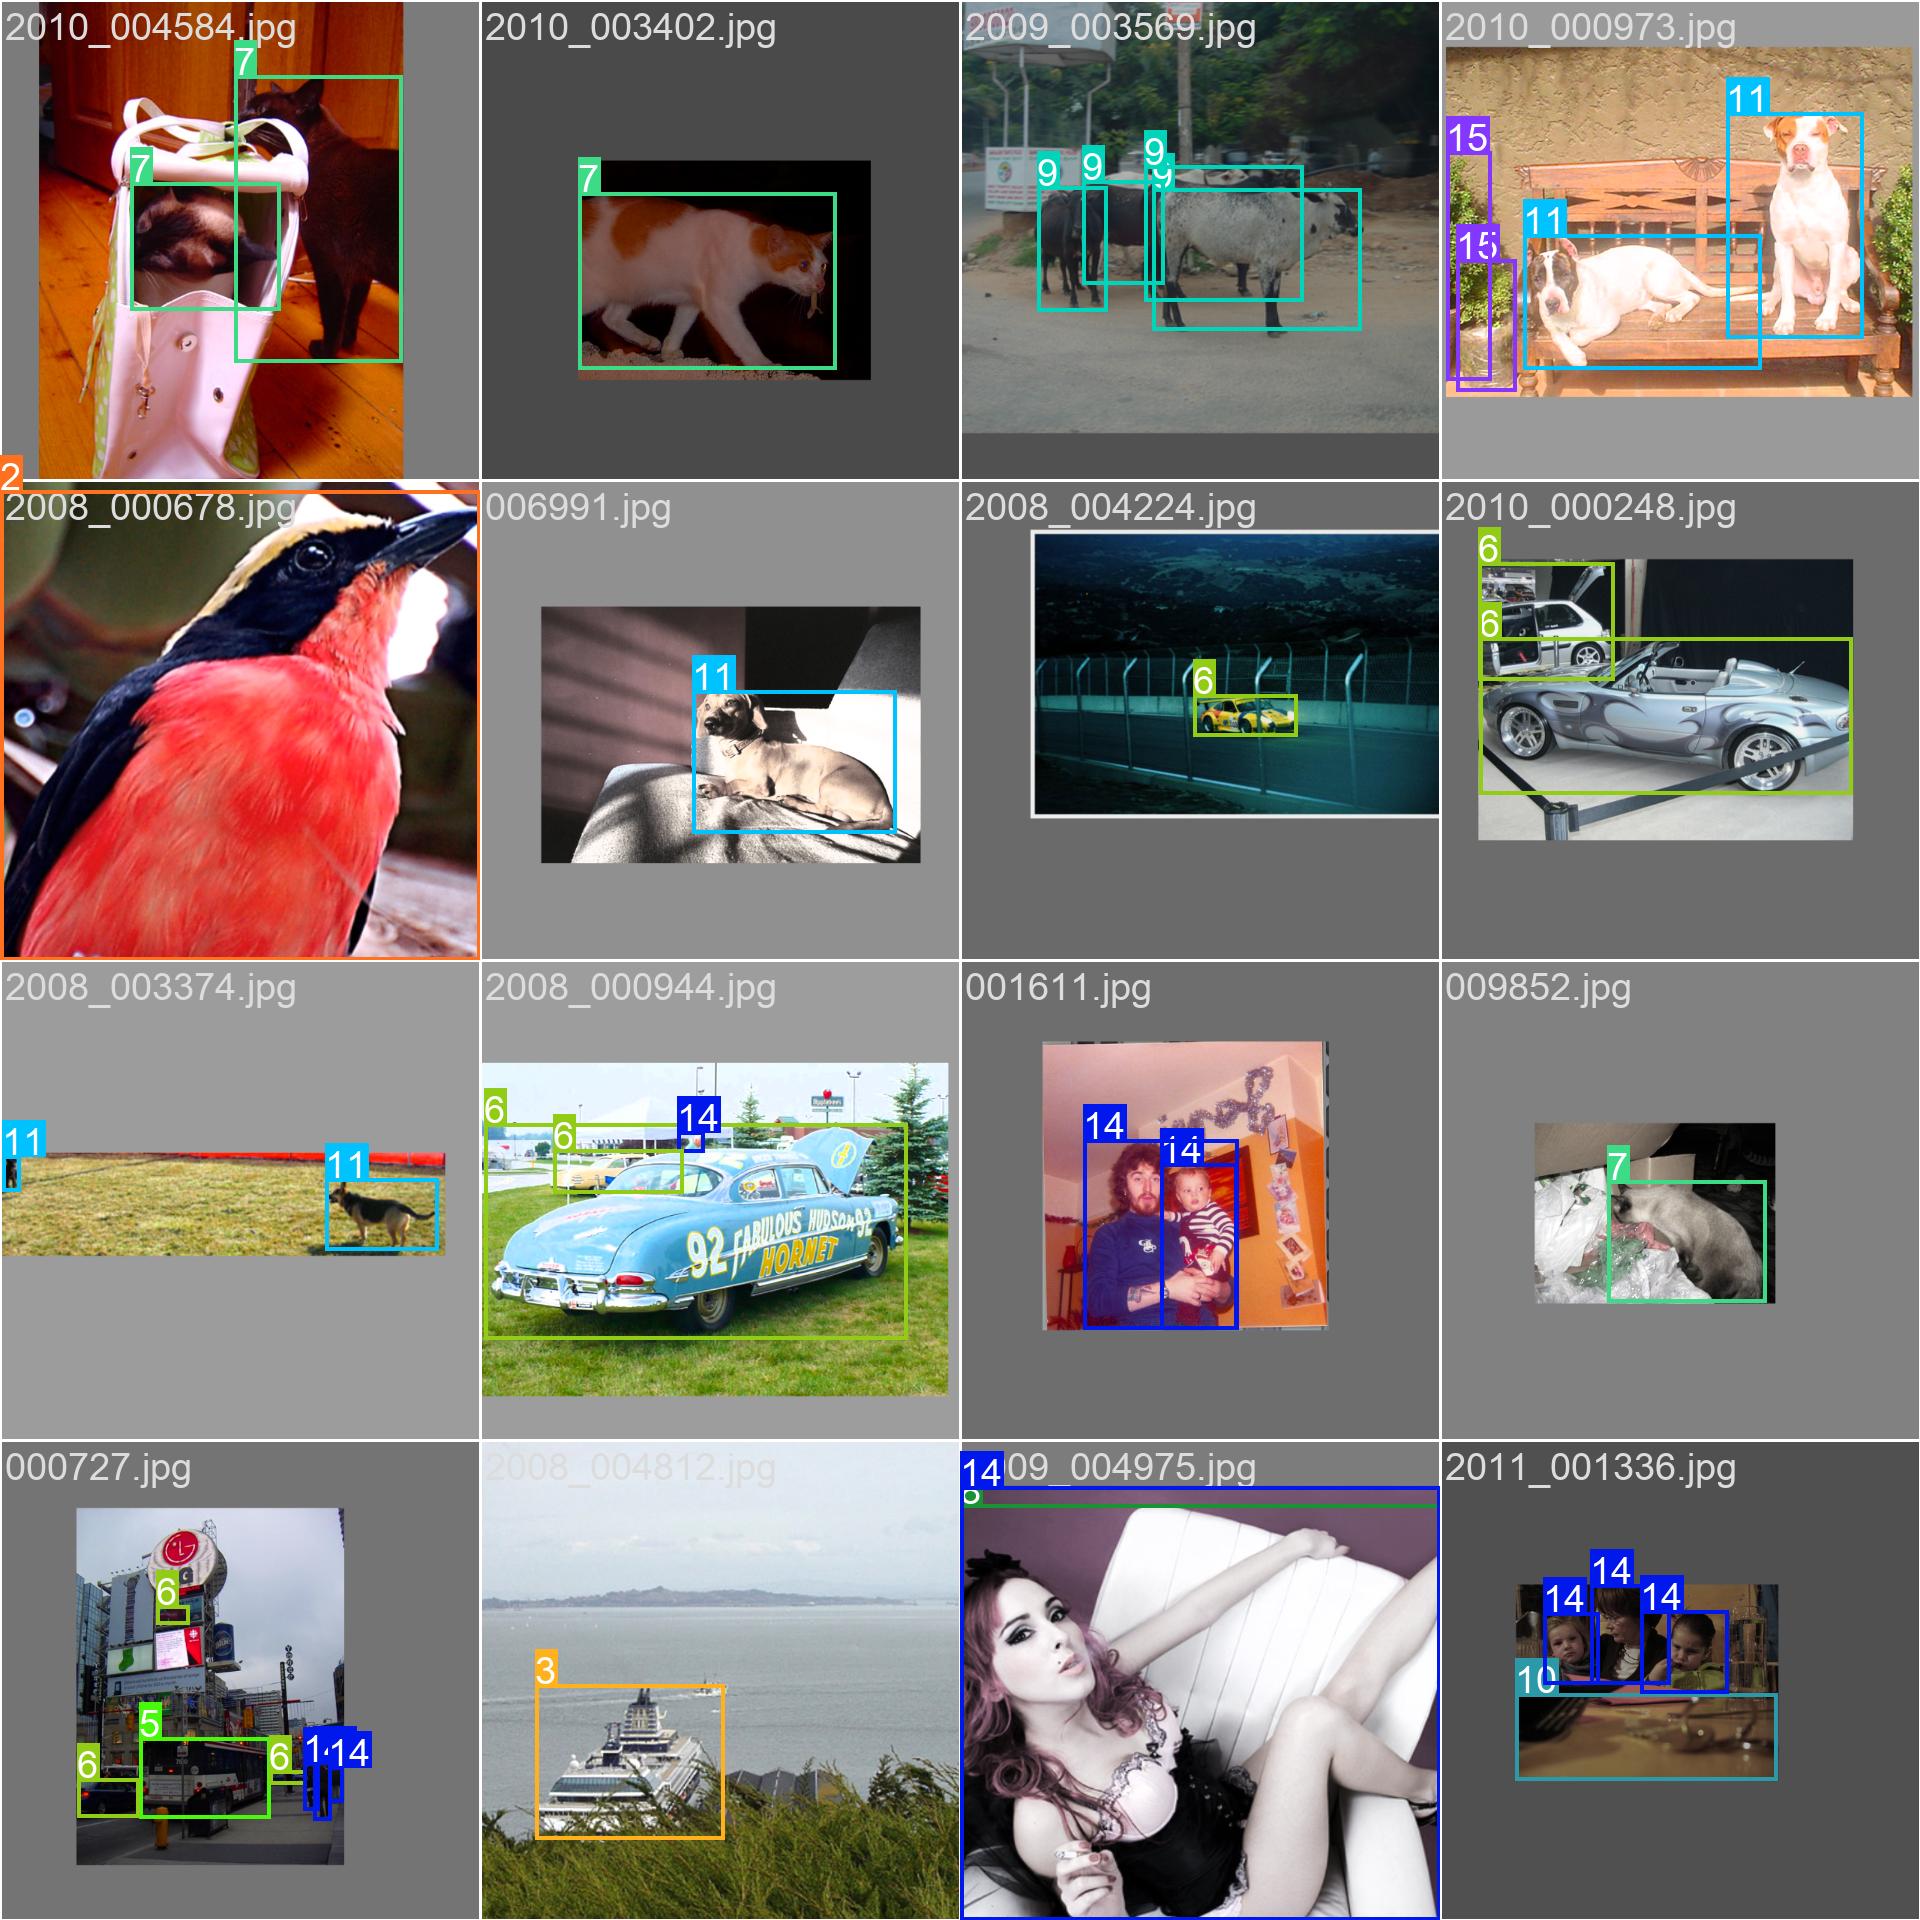 2010_004584.jpg
2010_003402.jpg
2009_003569.jpg
2010_000973.jpg
7
7
7
9
9
9
9
11
15
11
15
2
2008_000678.jpg
006991.jpg
2008_004224.jpg
2010_000248.jpg
11
6
6
6
2008_003374.jpg
2008_000944.jpg
001611.jpg
009852.jpg
11
11
6
6
14
14
14
7
92 FABULOUS HUDSON 92
HORNET
000727.jpg
2008_004812.jpg
09_004975.jpg
2011_001336.jpg
LG
6
5
6
6
14
14
3
14
14
14
14
10